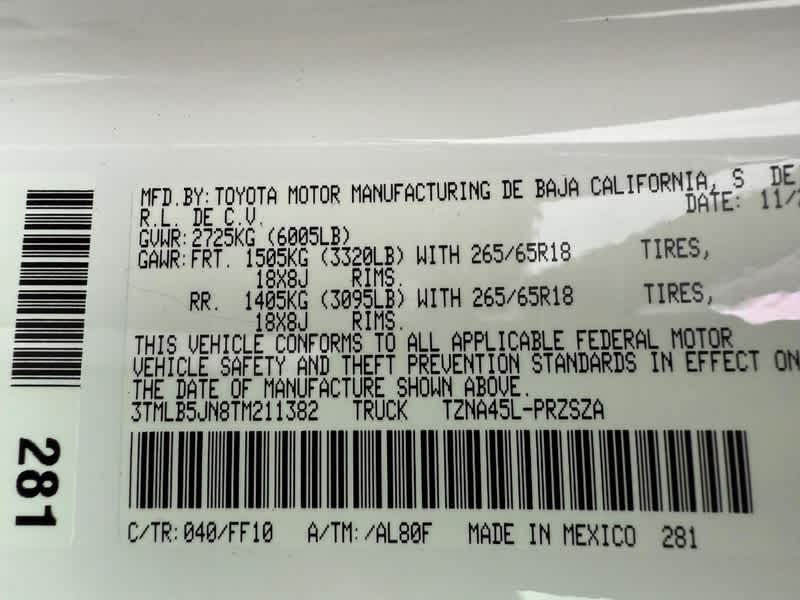 MFD.BY:TOYOTA MOTOR MANUFACTURING DE BAJA CALIFORNIA, S DE
R.L. DE C.V. DATE: 11/
GVWR:2725KG (6005LB)
GAWR:FRT. 1505KG (3320LB) WITH 265/65R18 TIRES,
18X8J RIMS.
RR. 1405KG (3095LB) WITH 265/65R18 TIRES,
18X8J RIMS.
THIS VEHICLE CONFORMS TO ALL APPLICABLE FEDERAL MOTOR
VEHICLE SAFETY AND THEFT PREVENTION STANDARDS IN EFFECT ON
THE DATE OF MANUFACTURE SHOWN ABOVE.
3TMLB5JN8TM211382 TRUCK TZNA45L-PRZSZA
C/TR:040/FF10 A/TM:/AL80F MADE IN MEXICO 281
281